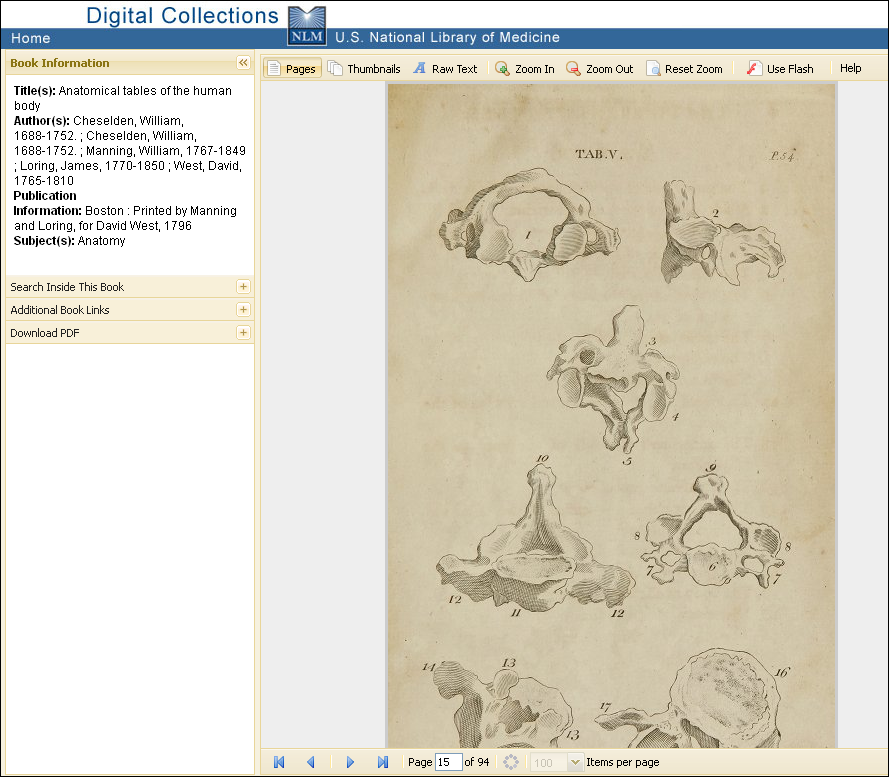 Digital Collections
NLM
Home
U.S. National Library of Medicine
Book Information
Title(s): Anatomical tables of the human
body
Author(s): Cheselden, William,
1688-1752. ; Cheselden, William,
1688-1752. ; Manning, William, 1767-1849
; Loring, James, 1770-1850 ; West, David,
1765-1810
Publication
Information: Boston : Printed by Manning
and Loring, for David West, 1796
Subject(s): Anatomy
Search Inside This Book
Additional Book Links
Download PDF
Pages Thumbnails Raw Text Zoom In Zoom Out Reset Zoom Use Flash Help
TAB.V. P.54.
1
2
3
4
5
10
9
8 6 8
7 7
12 11 12
14 13
16
17
13
Page 15 of 94 100 Items per page